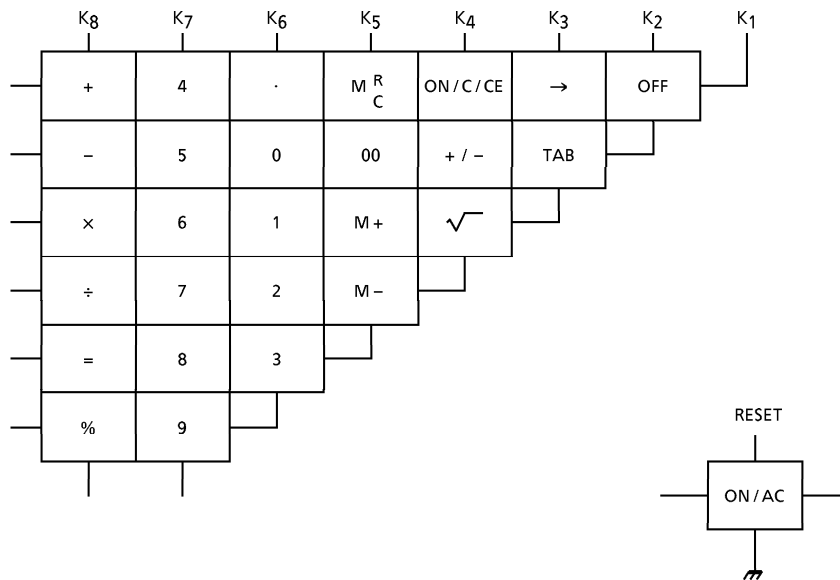 K8 K7 K6 K5 K4 K3 K2 K1
+ 4 · M R C ON / C / CE → OFF
− 5 0 00 + / − TAB
× 6 1 M + √
÷ 7 2 M −
= 8 3
% 9
RESET
ON / AC